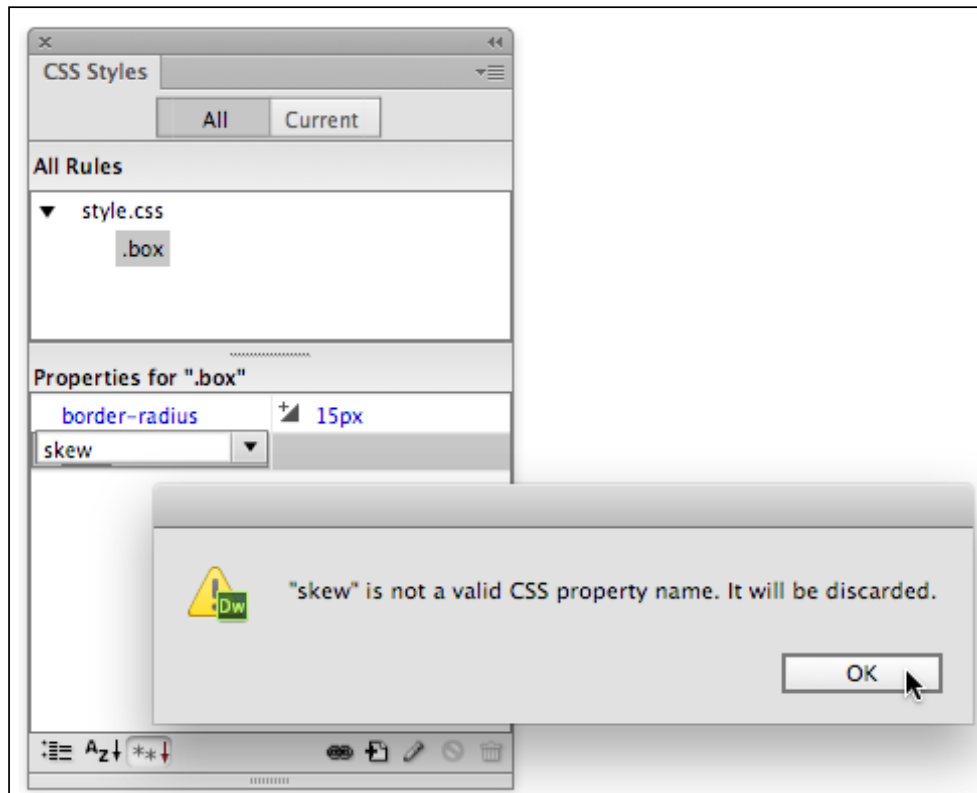 CSS Styles
All Current
All Rules
style.css
.box
Properties for ".box"
border-radius 15px
skew
"skew" is not a valid CSS property name. It will be discarded.
Dw
OK